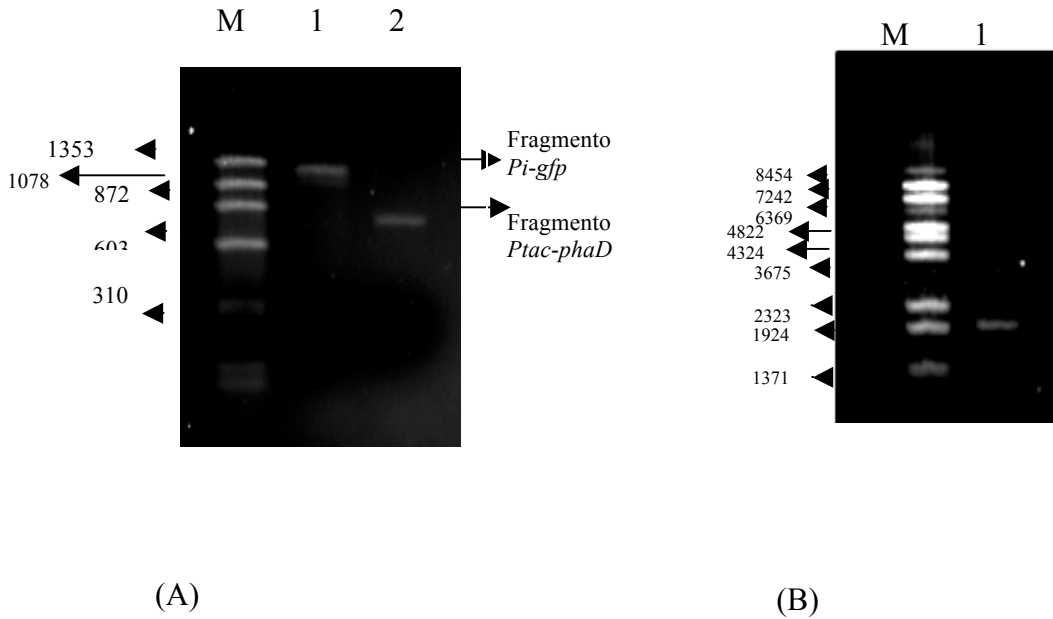 M 1 2
1353
1078
872
603
310
Fragmento
Pi-gfp
Fragmento
Ptac-phaD
(A)
M 1
8454
7242
6369
4822
4324
3675
2323
1924
1371
(B)